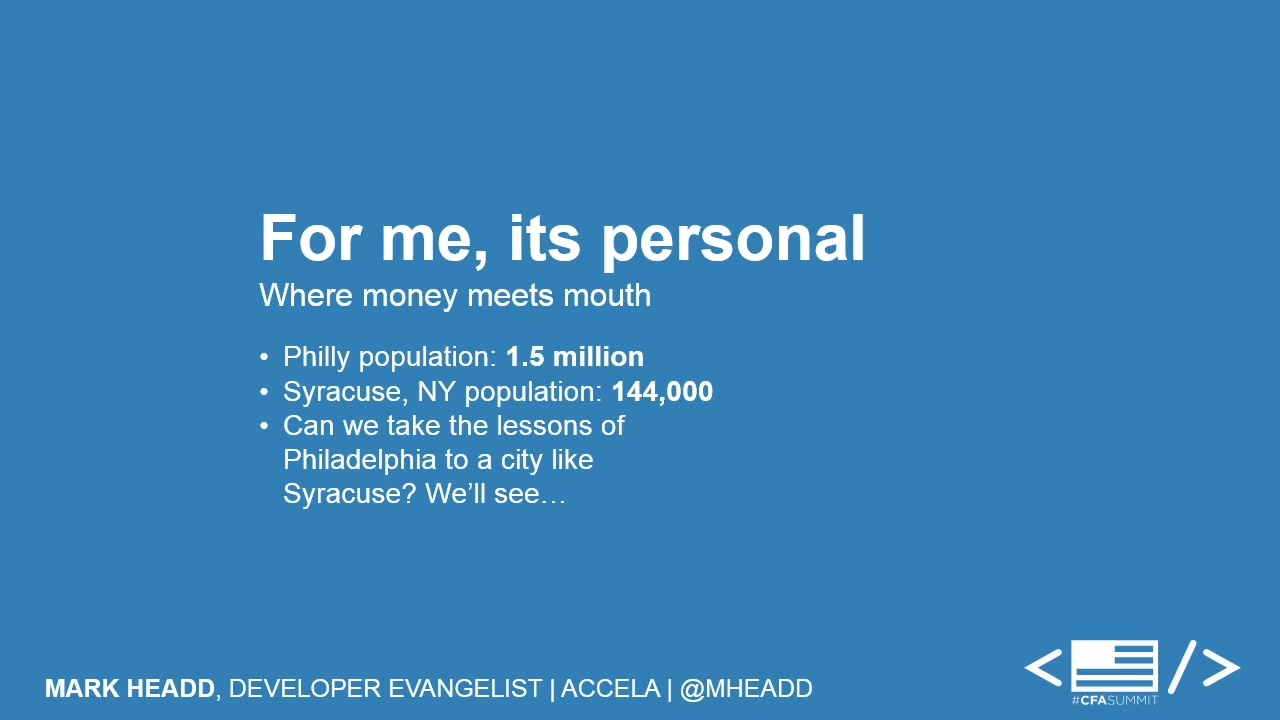 For me, its personal
Where money meets mouth
• Philly population: 1.5 million
• Syracuse, NY population: 144,000
• Can we take the lessons of
Philadelphia to a city like
Syracuse? We’ll see…
MARK HEADD, DEVELOPER EVANGELIST | ACCELA | @MHEADD
#CFASUMMIT